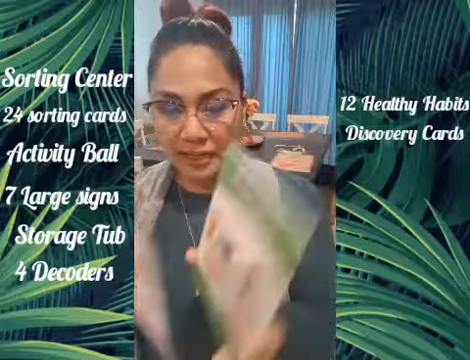 Sorting Center
24 sorting cards
Activity Ball
7 Large signs
Storage Tub
4 Decoders
12 Healthy Habits
Discovery Cards